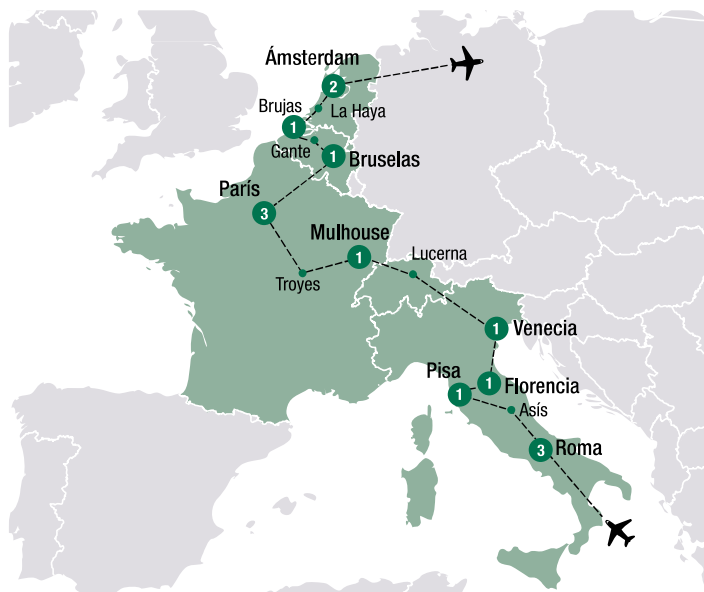 Ámsterdam
2
Brujas
La Haya
1
Gante
1
Bruselas
París
3
Mulhouse
1
Lucerna
Troyes
1
Venecia
Pisa
1
Florencia
1
Asís
3
Roma